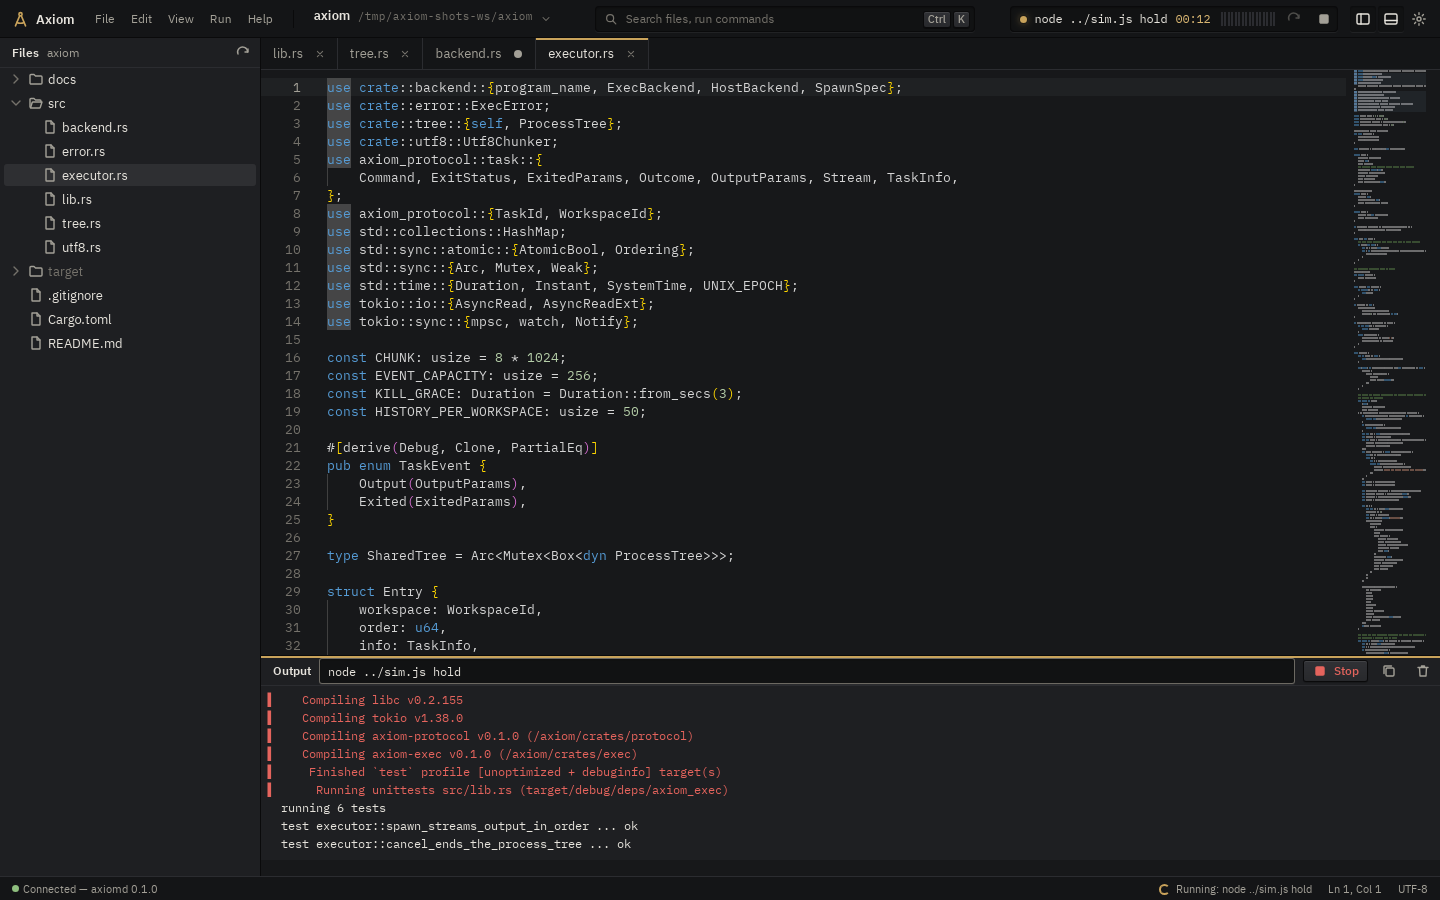 Axiom File Edit View Run Help axiom /tmp/axiom-shots-ws/axiom Search files, run commands Ctrl K node ../sim.js hold 00:12
Files axiom
docs
src
backend.rs
error.rs
executor.rs
lib.rs
tree.rs
utf8.rs
target
.gitignore
Cargo.toml
README.md
lib.rs × tree.rs × backend.rs ● executor.rs ×
1 use crate::backend::{program_name, ExecBackend, HostBackend, SpawnSpec};
2 use crate::error::ExecError;
3 use crate::tree::{self, ProcessTree};
4 use crate::utf8::Utf8Chunker;
5 use axiom_protocol::task::{
6     Command, ExitStatus, ExitedParams, Outcome, OutputParams, Stream, TaskInfo,
7 };
8 use axiom_protocol::{TaskId, WorkspaceId};
9 use std::collections::HashMap;
10 use std::sync::atomic::{AtomicBool, Ordering};
11 use std::sync::{Arc, Mutex, Weak};
12 use std::time::{Duration, Instant, SystemTime, UNIX_EPOCH};
13 use tokio::io::{AsyncRead, AsyncReadExt};
14 use tokio::sync::{mpsc, watch, Notify};
15
16 const CHUNK: usize = 8 * 1024;
17 const EVENT_CAPACITY: usize = 256;
18 const KILL_GRACE: Duration = Duration::from_secs(3);
19 const HISTORY_PER_WORKSPACE: usize = 50;
20
21 #[derive(Debug, Clone, PartialEq)]
22 pub enum TaskEvent {
23     Output(OutputParams),
24     Exited(ExitedParams),
25 }
26
27 type SharedTree = Arc<Mutex<Box<dyn ProcessTree>>>;
28
29 struct Entry {
30     workspace: WorkspaceId,
31     order: u64,
32     info: TaskInfo,
Output node ../sim.js hold Stop
Compiling libc v0.2.155
Compiling tokio v1.38.0
Compiling axiom-protocol v0.1.0 (/axiom/crates/protocol)
Compiling axiom-exec v0.1.0 (/axiom/crates/exec)
Finished `test` profile [unoptimized + debuginfo] target(s)
Running unittests src/lib.rs (target/debug/deps/axiom_exec)
running 6 tests
test executor::spawn_streams_output_in_order ... ok
test executor::cancel_ends_the_process_tree ... ok
Connected — axiomd 0.1.0 Running: node ../sim.js hold Ln 1, Col 1 UTF-8